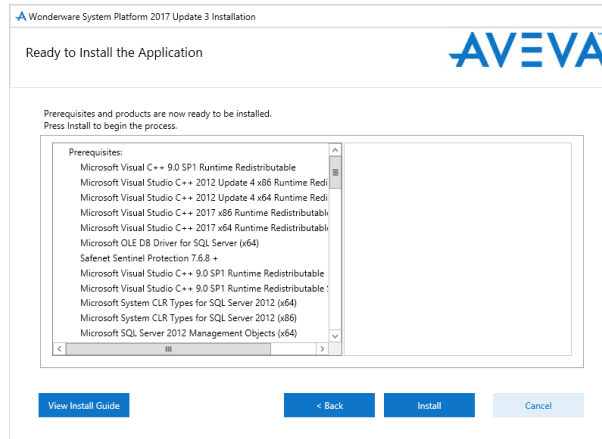 Wonderware System Platform 2017 Update 3 Installation
Ready to Install the Application
AVEVA
Prerequisites and products are now ready to be installed.
Press Install to begin the process.
Prerequisites:
Microsoft Visual C++ 9.0 SP1 Runtime Redistributable
Microsoft Visual Studio C++ 2012 Update 4 x86 Runtime Redi
Microsoft Visual Studio C++ 2012 Update 4 x64 Runtime Redi
Microsoft Visual Studio C++ 2017 x86 Runtime Redistributabl
Microsoft Visual Studio C++ 2017 x64 Runtime Redistributabl
Microsoft OLE DB Driver for SQL Server (x64)
Safenet Sentinel Protection 7.6.8 +
Microsoft Visual Studio C++ 9.0 SP1 Runtime Redistributable
Microsoft Visual Studio C++ 9.0 SP1 Runtime Redistributable
Microsoft System CLR Types for SQL Server 2012 (x64)
Microsoft System CLR Types for SQL Server 2012 (x86)
Microsoft SQL Server 2012 Management Objects (x64)
View Install Guide
< Back
Install
Cancel